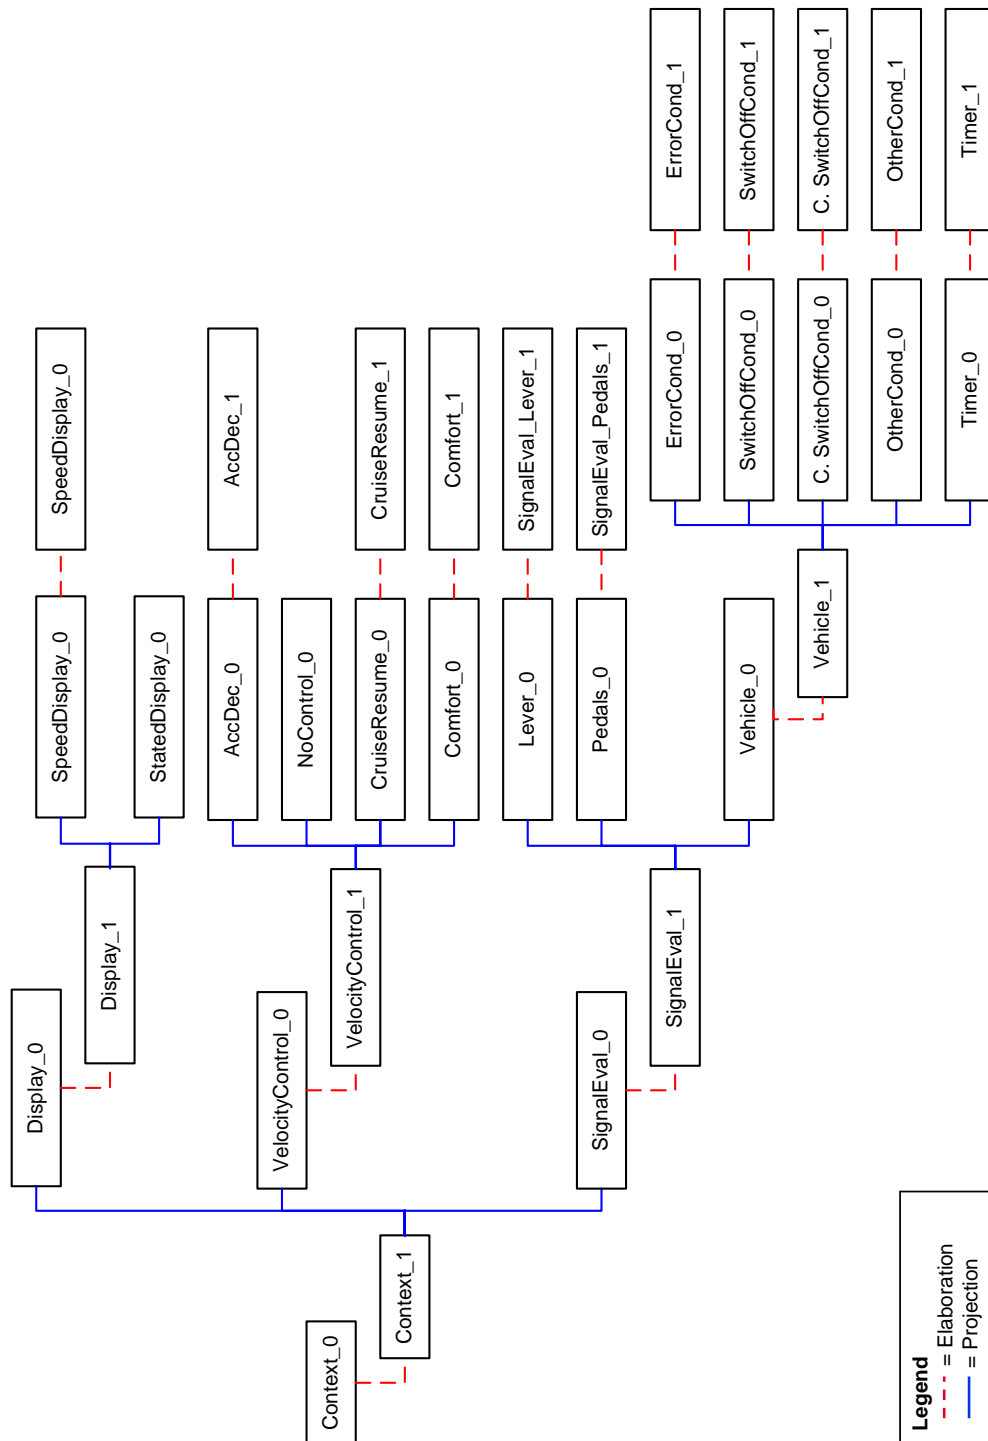 Context_0
Context_1
Display_0
Display_1
SpeedDisplay_0
SpeedDisplay_0
StatedDisplay_0
VelocityControl_0
VelocityControl_1
AccDec_0
AccDec_1
NoControl_0
CruiseResume_0
CruiseResume_1
Comfort_0
Comfort_1
SignalEval_0
SignalEval_1
Lever_0
SignalEval_Lever_1
Pedals_0
SignalEval_Pedals_1
Vehicle_0
Vehicle_1
ErrorCond_0
ErrorCond_1
SwitchOffCond_0
SwitchOffCond_1
C. SwitchOffCond_0
C. SwitchOffCond_1
OtherCond_0
OtherCond_1
Timer_0
Timer_1
Legend
= Elaboration
= Projection